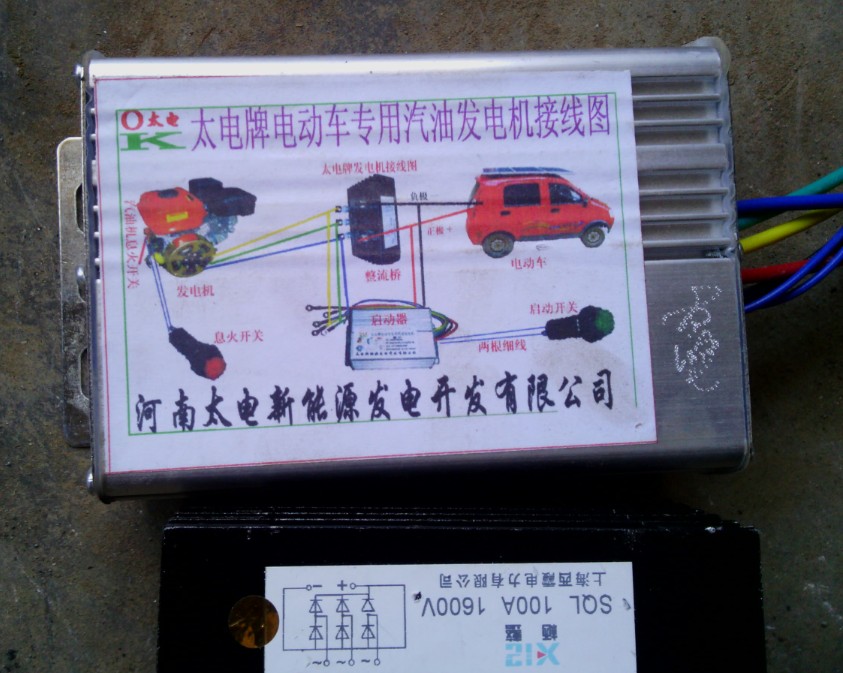 OK 太电
太电牌电动车专用汽油发电机接线图
太电牌发电机接线图
负极-
正极+
汽油机息火开关
发电机
整流桥
电动车
息火开关
启动器
启动开关
两根细线
河南太电新能源发电开发有限公司
上海西霞电力有限公司
SQL 100A 1600V
- +
~ ~ ~